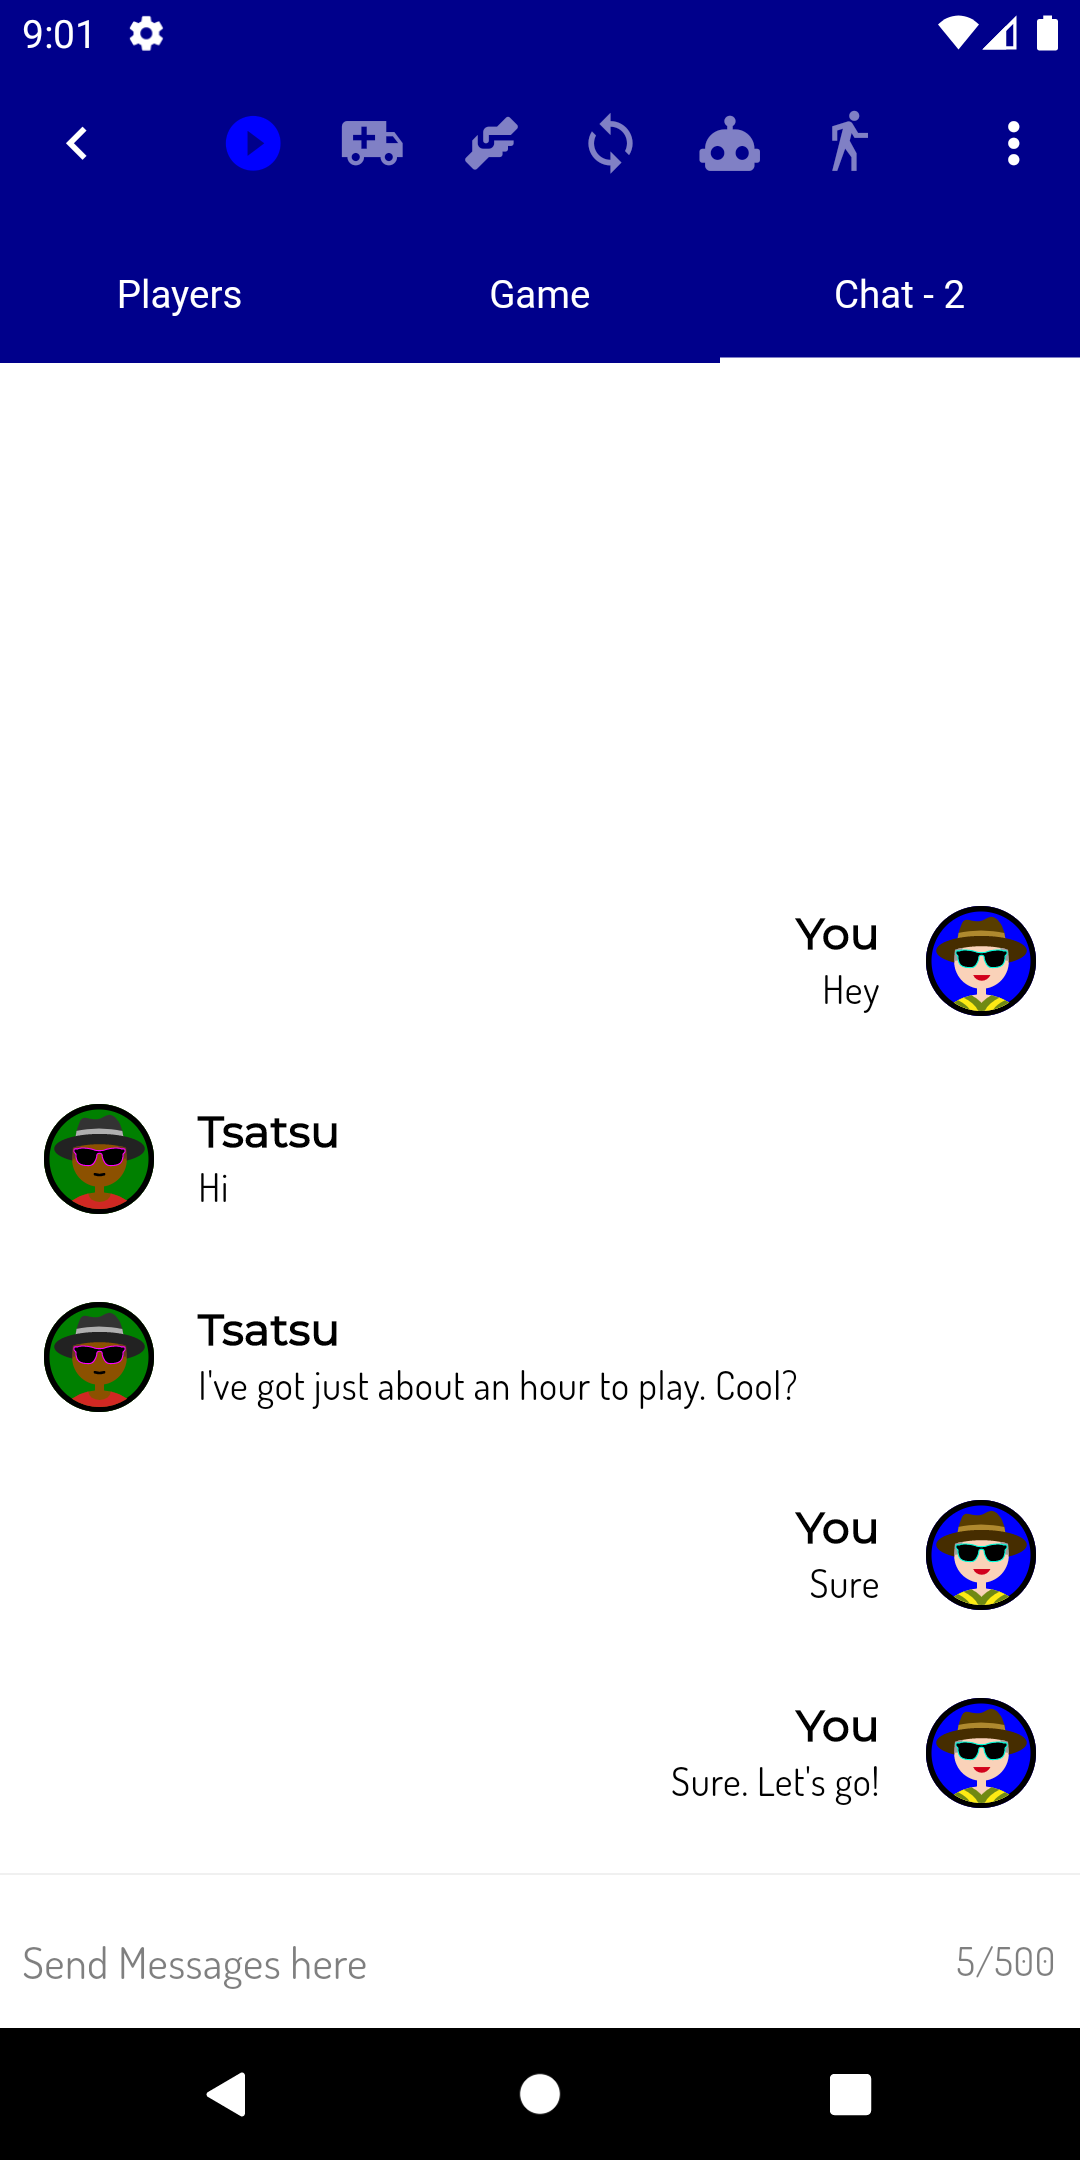 9:01
Players
Game
Chat - 2
You
Hey
Tsatsu
Hi
Tsatsu
I've got just about an hour to play. Cool?
You
Sure
You
Sure. Let's go!
Send Messages here
5/500